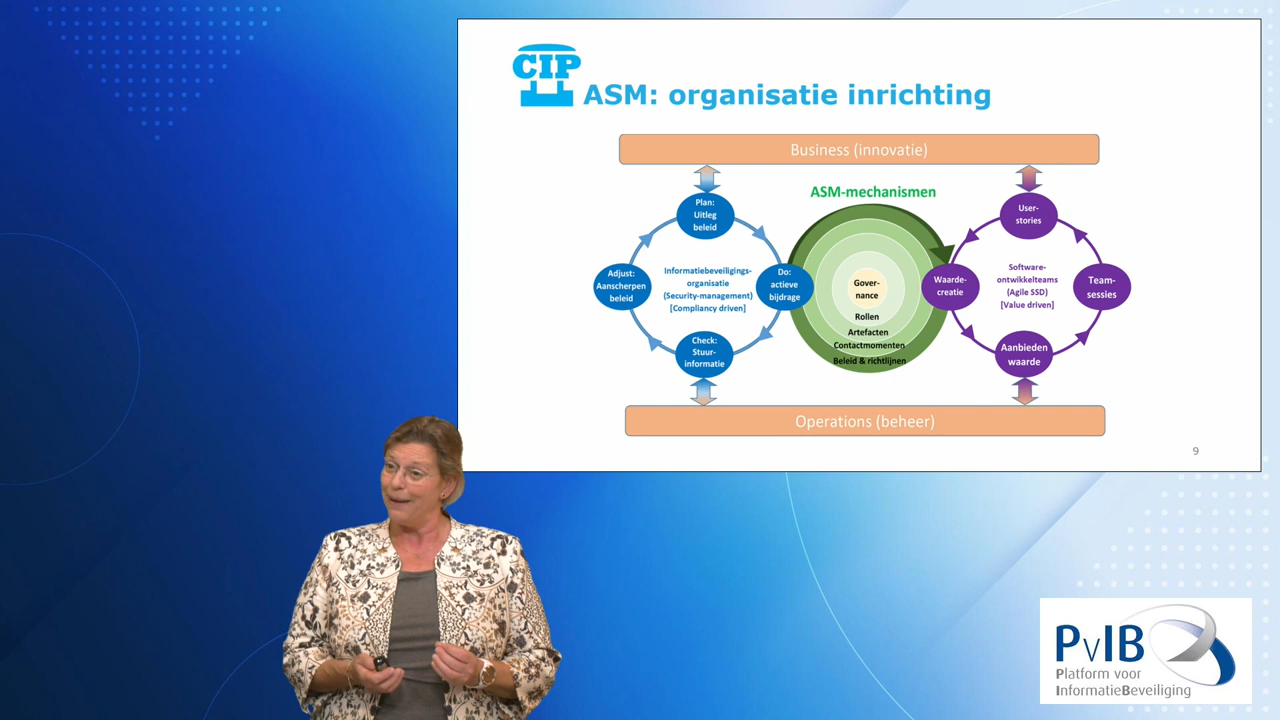 CIP
ASM: organisatie inrichting
Business (innovatie)
ASM-mechanismen
Plan:
Uitleg
beleid
Adjust:
Aanscherpen
beleid
Informatiebeveiligings-
organisatie
(Security-management)
[Compliancy driven]
Do:
actieve
bijdrage
Check:
Stuur-
informatie
Gover-
nance
Rollen
Artefacten
Contactmomenten
Beleid & richtlijnen
User-
stories
Waarde-
creatie
Software-
ontwikkelteams
(Agile SSD)
[Value driven]
Team-
sessies
Aanbieden
waarde
Operations (beheer)
9
PvIB
Platform voor
InformatieBeveiliging